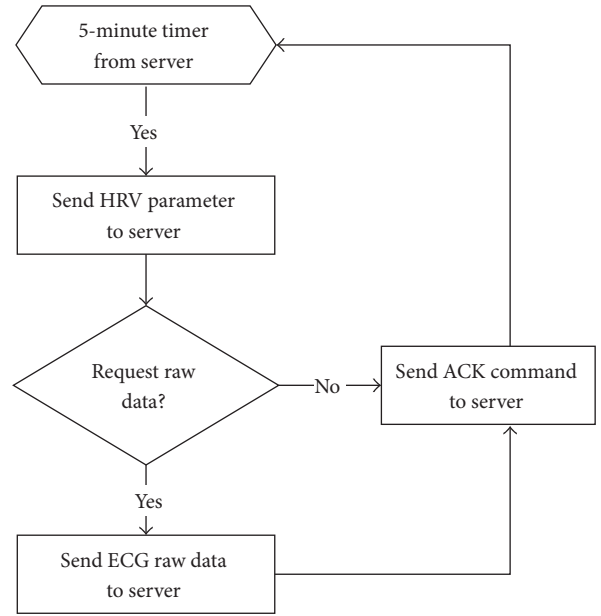 5-minute timer
from server
Yes
Send HRV parameter
to server
Request raw
data?
No
Send ACK command
to server
Yes
Send ECG raw data
to server